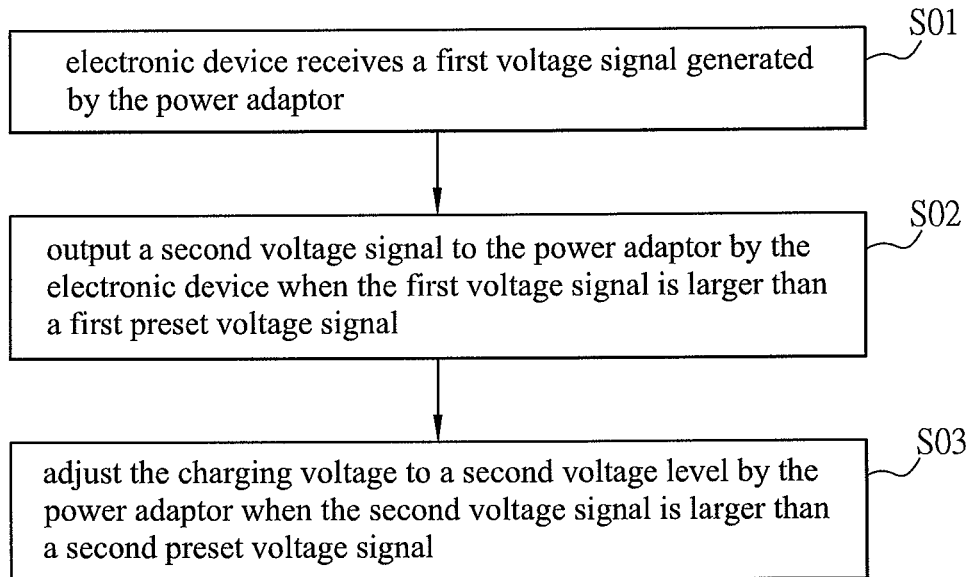 S01
electronic device receives a first voltage signal generated
by the power adaptor
S02
output a second voltage signal to the power adaptor by the
electronic device when the first voltage signal is larger than
a first preset voltage signal
S03
adjust the charging voltage to a second voltage level by the
power adaptor when the second voltage signal is larger than
a second preset voltage signal